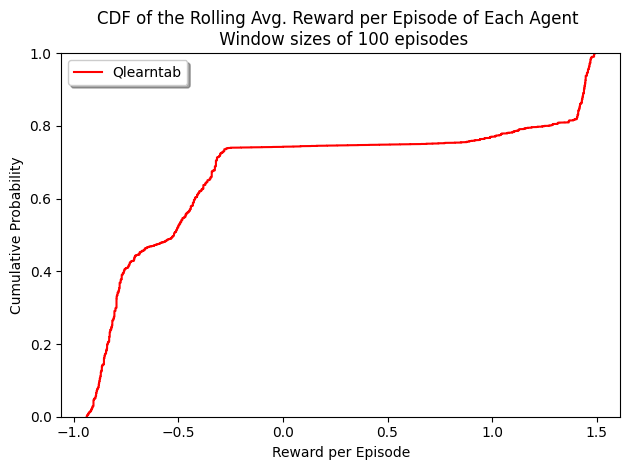 CDF of the Rolling Avg. Reward per Episode of Each Agent
Window sizes of 100 episodes
Qlearntab
Cumulative Probability
1.0
0.8
0.6
0.4
0.2
0.0
−1.0 −0.5 0.0 0.5 1.0 1.5
Reward per Episode